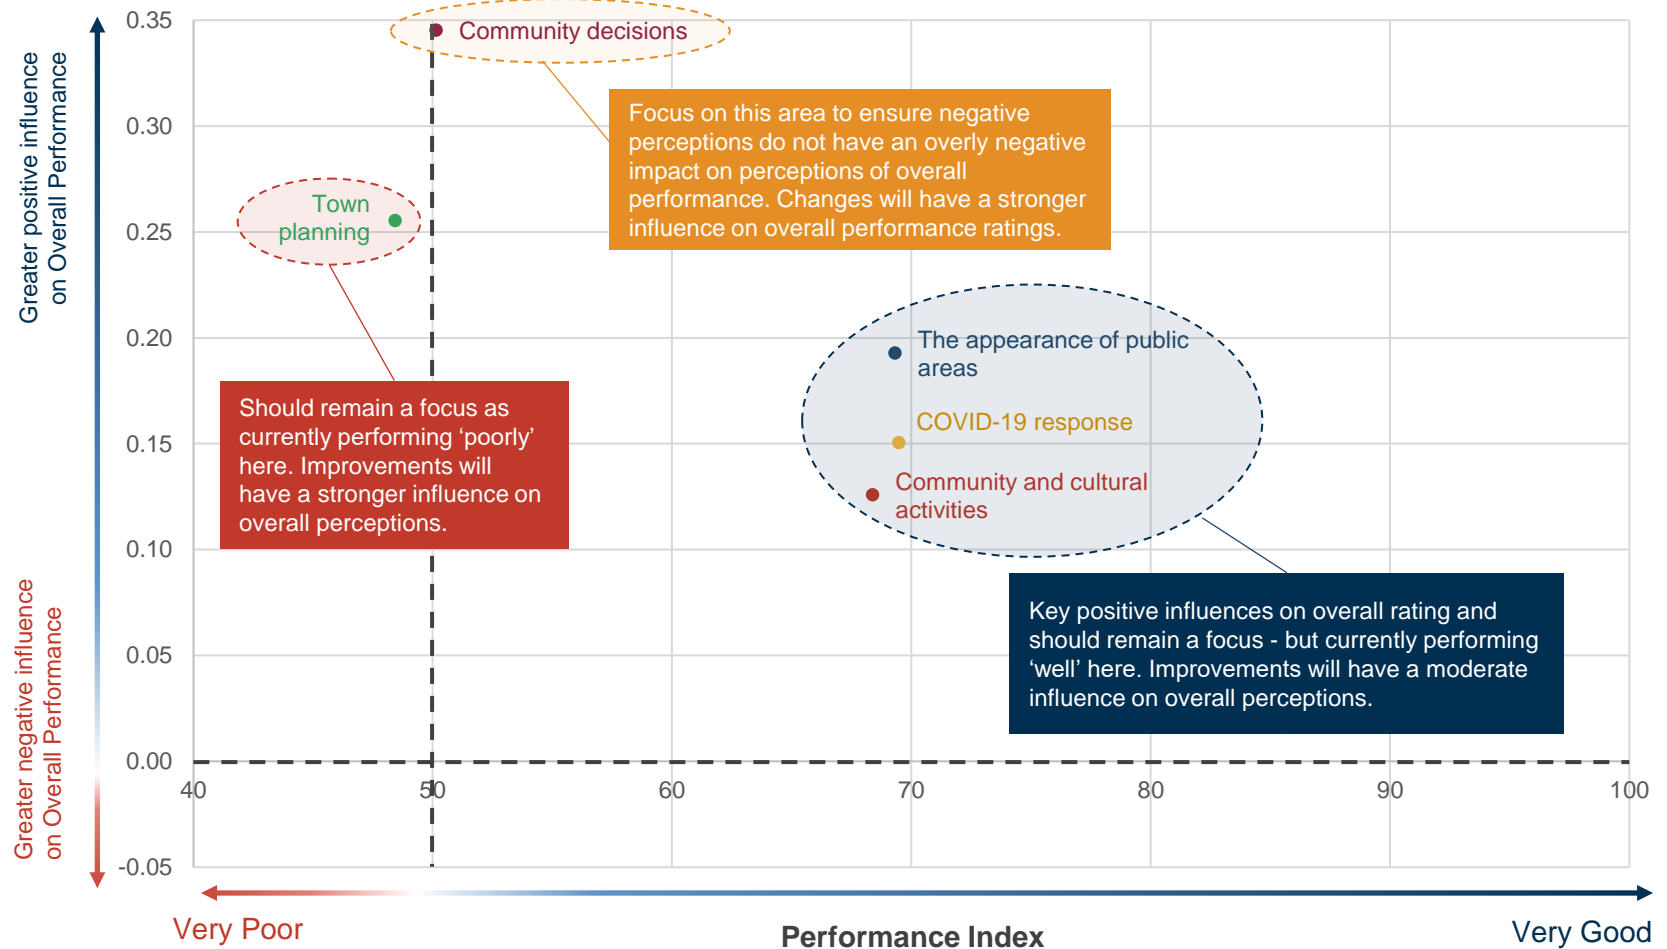 Greater positive influence
on Overall Performance
Greater negative influence
on Overall Performance
0.35
0.30
0.25
0.20
0.15
0.10
0.05
0.00
-0.05
Community decisions
Focus on this area to ensure negative
perceptions do not have an overly negative
impact on perceptions of overall
performance. Changes will have a stronger
influence on overall performance ratings.
Town
planning
Should remain a focus as
currently performing ‘poorly’
here. Improvements will
have a stronger influence on
overall perceptions.
The appearance of public
areas
COVID-19 response
Community and cultural
activities
Key positive influences on overall rating and
should remain a focus - but currently performing
‘well’ here. Improvements will have a moderate
influence on overall perceptions.
40
50
60
70
80
90
100
Very Poor
Performance Index
Very Good